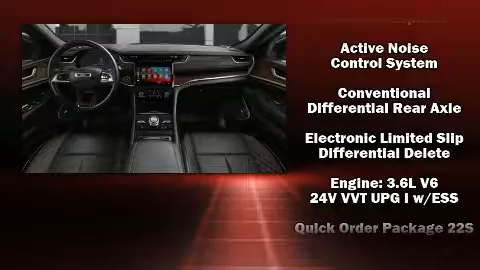 Active Noise
Control System
Conventional
Differential Rear Axle
Electronic Limited Slip
Differential Delete
Engine: 3.6L V6
24V VVT UPG I w/ESS
Quick Order Package 22S